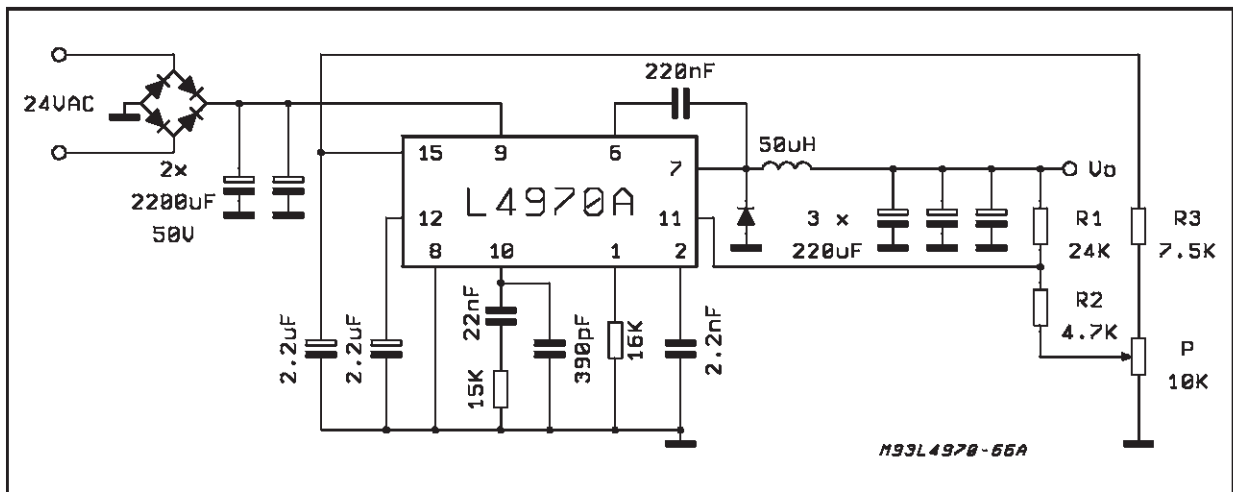 220nF
24VAC
2x
2200uF
50V
15
9
6
7
50uH
Vo
L4970A
12
11
3 x
220uF
R1
24K
R3
7.5K
8
10
1
2
R2
4.7K
P
10K
2.2uF
2.2uF
22nF
15K
390pF
16K
2.2nF
M93L4970-66A